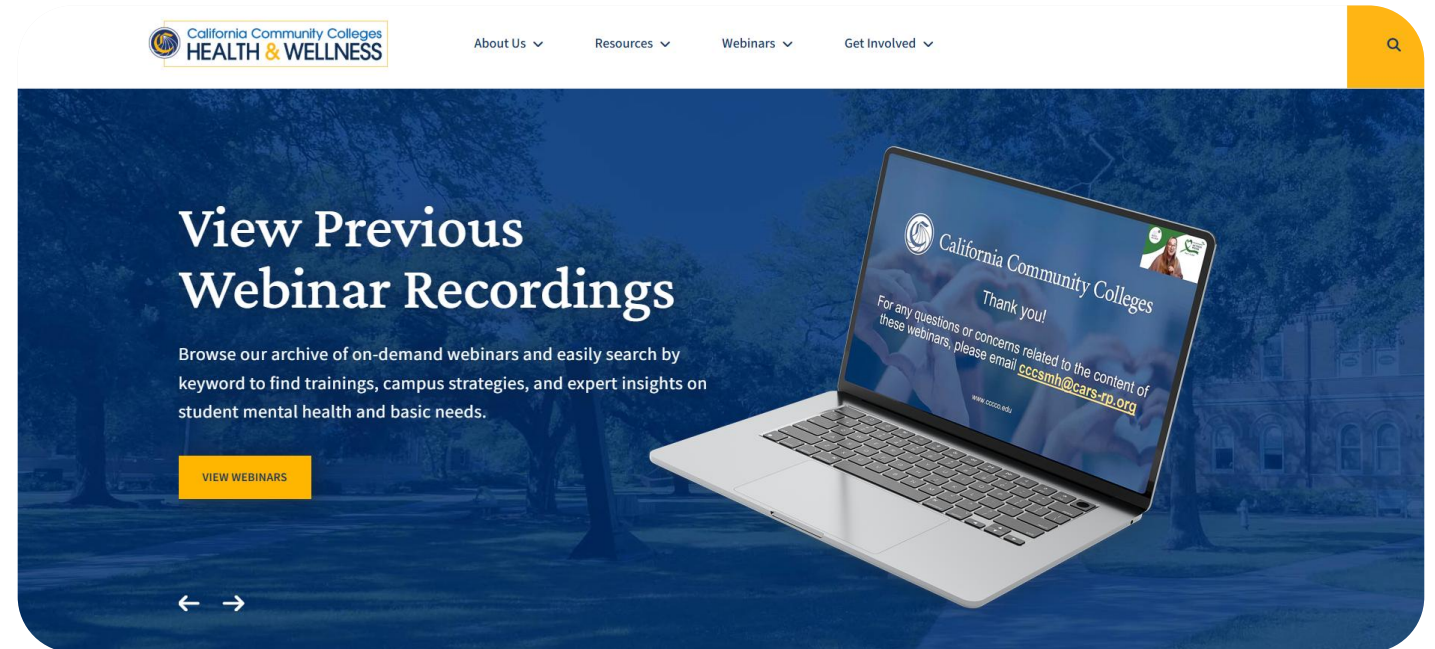 California Community Colleges
HEALTH & WELLNESS
About Us
Resources
Webinars
Get Involved
View Previous
Webinar Recordings
Browse our archive of on-demand webinars and easily search by
keyword to find trainings, campus strategies, and expert insights on
student mental health and basic needs.
VIEW WEBINARS
California Community Colleges
Thank you!
For any questions or concerns related to the content of
these webinars, please email cccsmh@cars-rp.org
www.cccco.edu